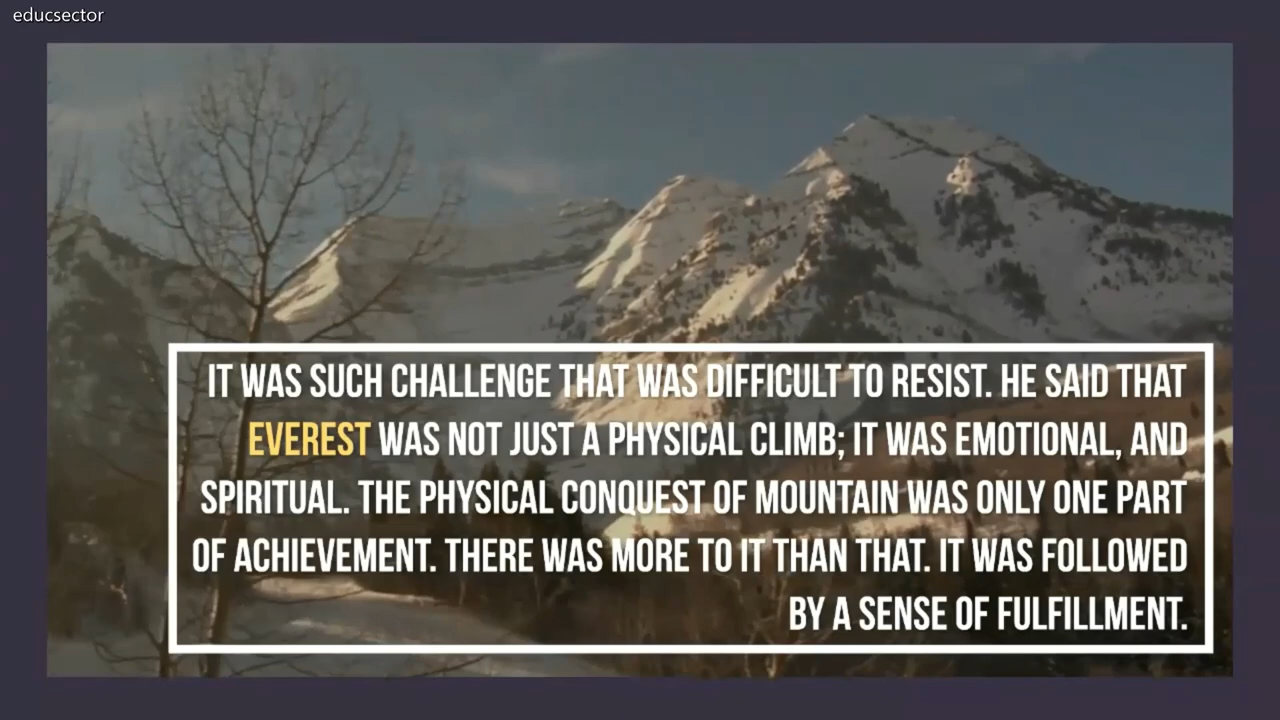 educsector
IT WAS SUCH CHALLENGE THAT WAS DIFFICULT TO RESIST. HE SAID THAT
EVEREST WAS NOT JUST A PHYSICAL CLIMB; IT WAS EMOTIONAL, AND
SPIRITUAL. THE PHYSICAL CONQUEST OF MOUNTAIN WAS ONLY ONE PART
OF ACHIEVEMENT. THERE WAS MORE TO IT THAN THAT. IT WAS FOLLOWED
BY A SENSE OF FULFILLMENT.